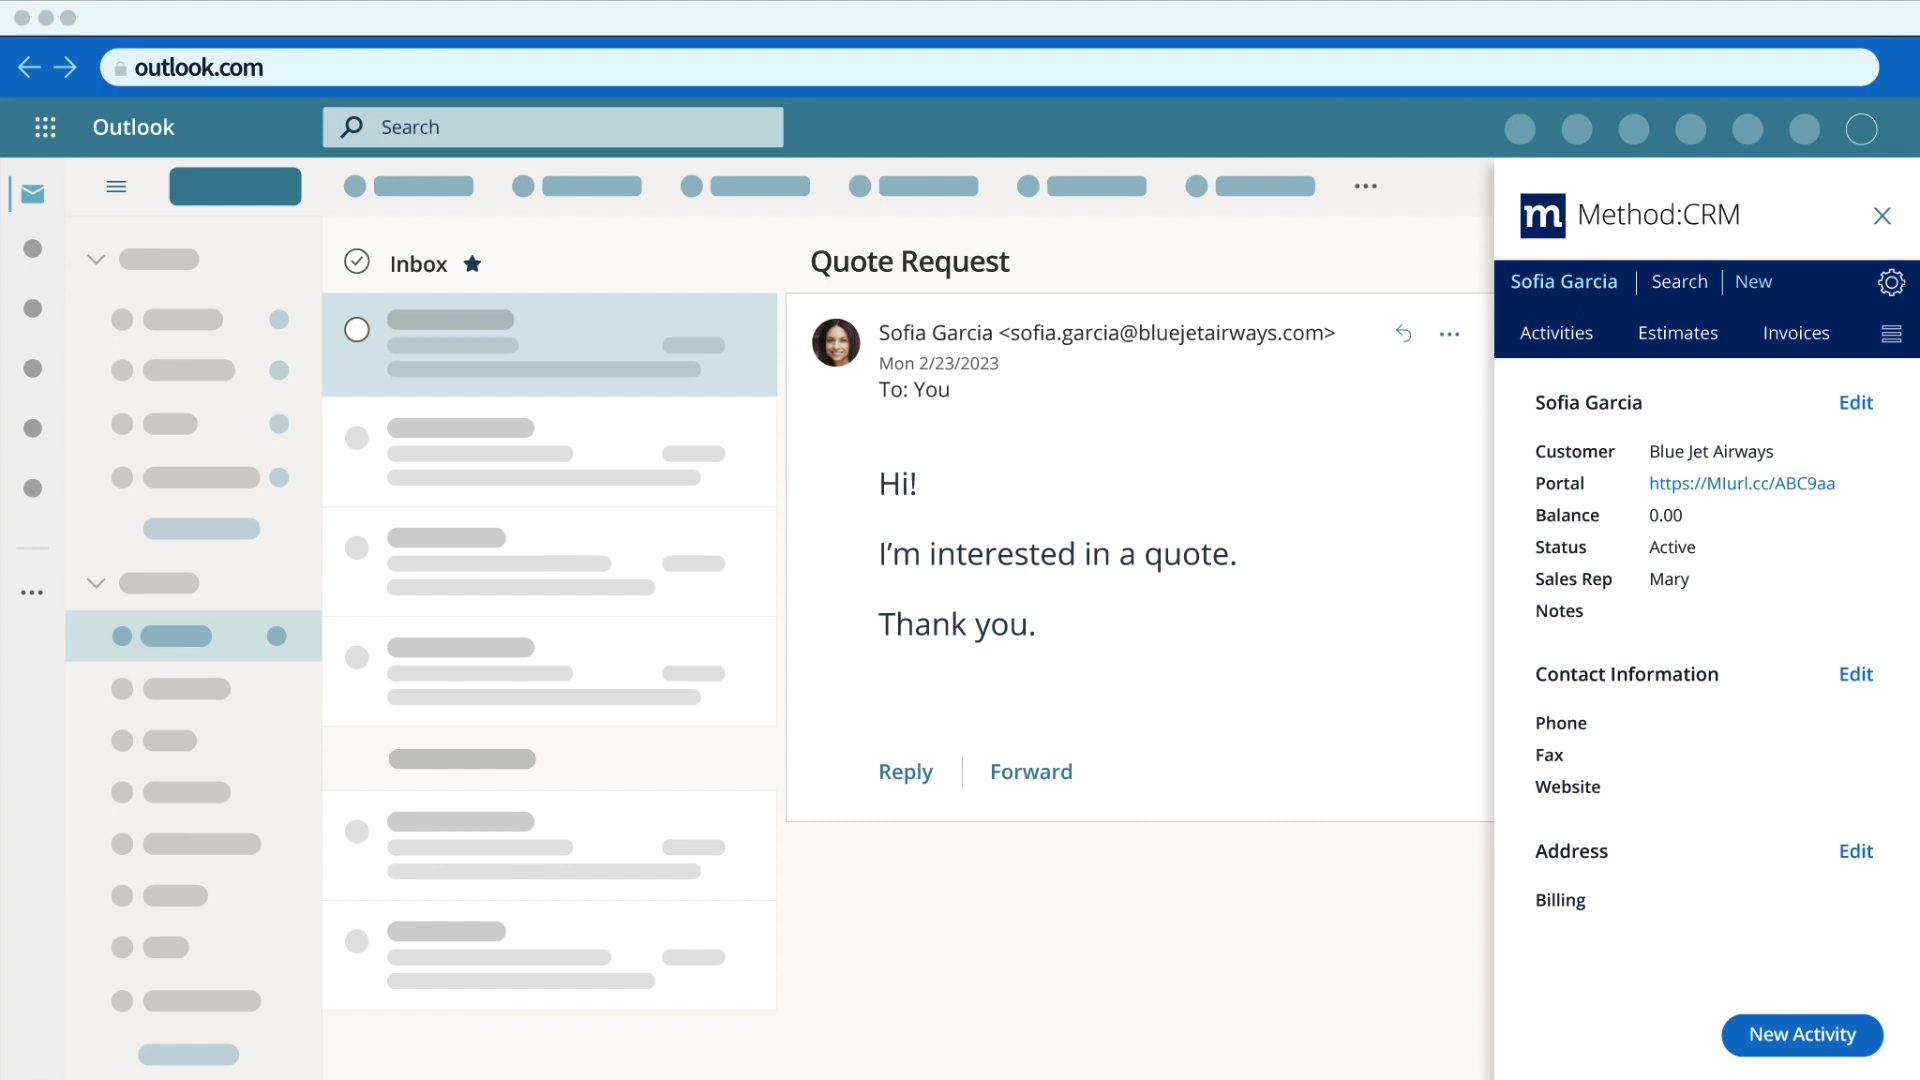 outlook.com
Outlook
Search
Inbox
Quote Request
Sofia Garcia <sofia.garcia@bluejetairways.com>
Mon 2/23/2023
To: You
Hi!
I’m interested in a quote.
Thank you.
Reply
Forward
m Method:CRM
Sofia Garcia | Search | New
Activities Estimates Invoices
Sofia Garcia Edit
Customer Blue Jet Airways
Portal https://MIurl.cc/ABC9aa
Balance 0.00
Status Active
Sales Rep Mary
Notes
Contact Information Edit
Phone
Fax
Website
Address Edit
Billing
New Activity